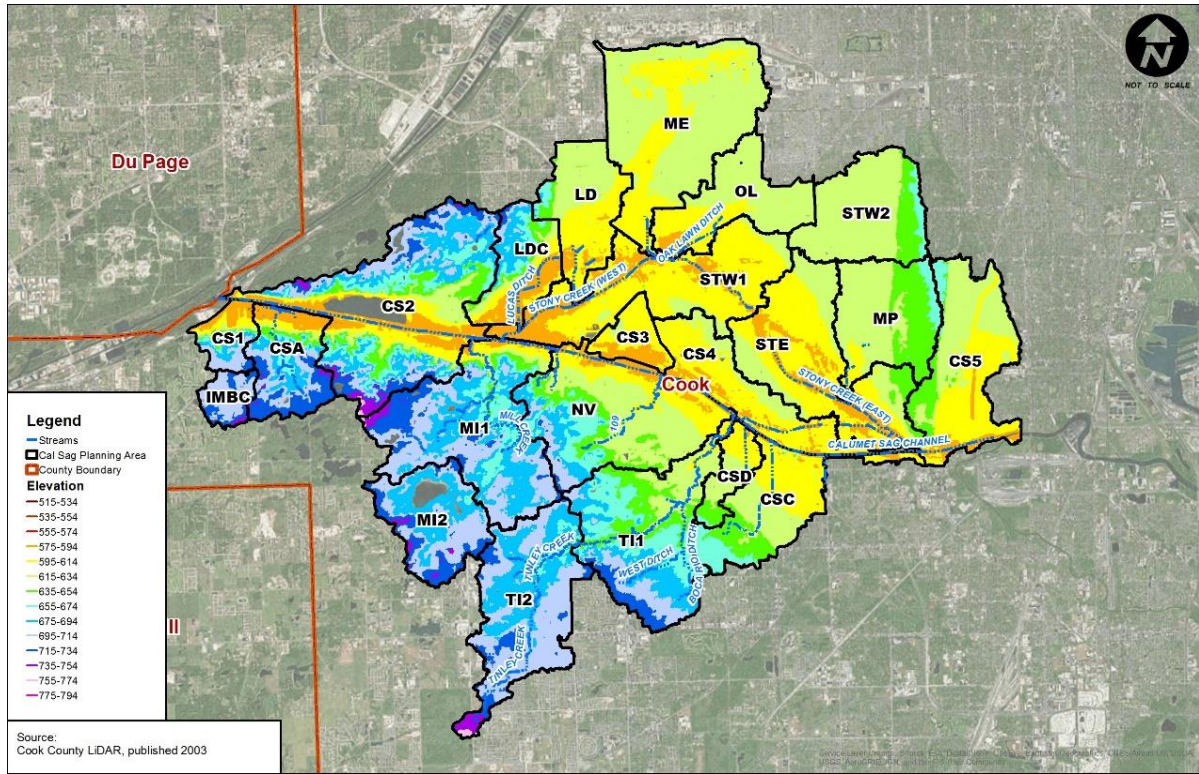 N
NOT TO SCALE
Du Page
ME
LD
OL
STW2
LDC
OAK LAWN DITCH
LUCAS DITCH
STONY CREEK (WEST)
STW1
CS2
CS1
CSA
CS3
CS4
STE
MP
CS5
Cook
IMBC
NV
STONY CREEK (EAST)
MI1
MILL CREEK
109
CALUMET SAG CHANNEL
CSD
CSC
MI2
TI1
TINLEY CREEK
WEST DITCH
TI2
TINLEY CREEK
ll
Legend
Streams
Cal Sag Planning Area
County Boundary
Elevation
515-534
535-554
555-574
575-594
595-614
615-634
635-654
655-674
675-694
695-714
715-734
735-754
755-774
775-794
Source:
Cook County LiDAR, published 2003